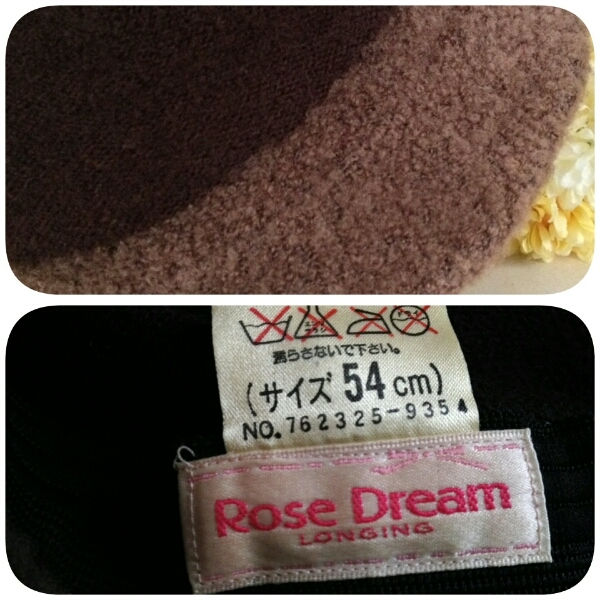 濡らさないで下さい。
(サイズ 54 cm)
NO. 762325-9354
Rose Dream
LONGING